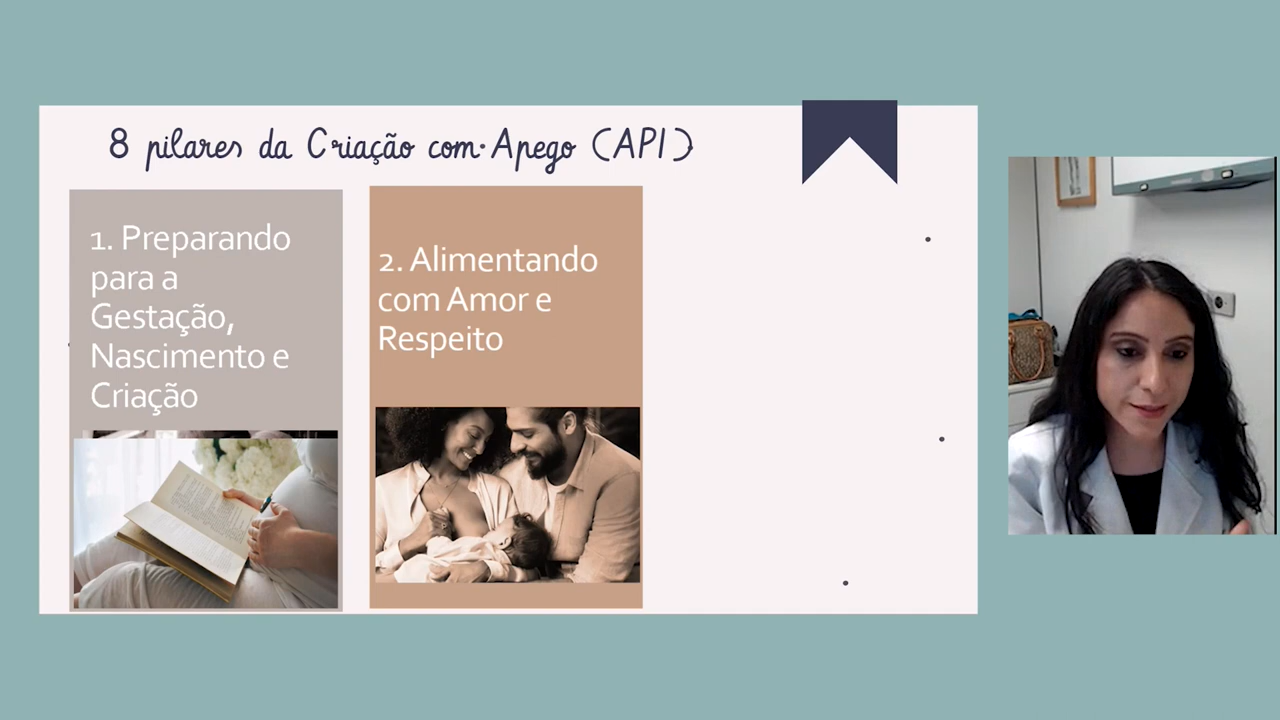 8 pilares da Criação com Apego (API)
1. Preparando
para a
Gestação,
Nascimento e
Criação
2. Alimentando
com Amor e
Respeito